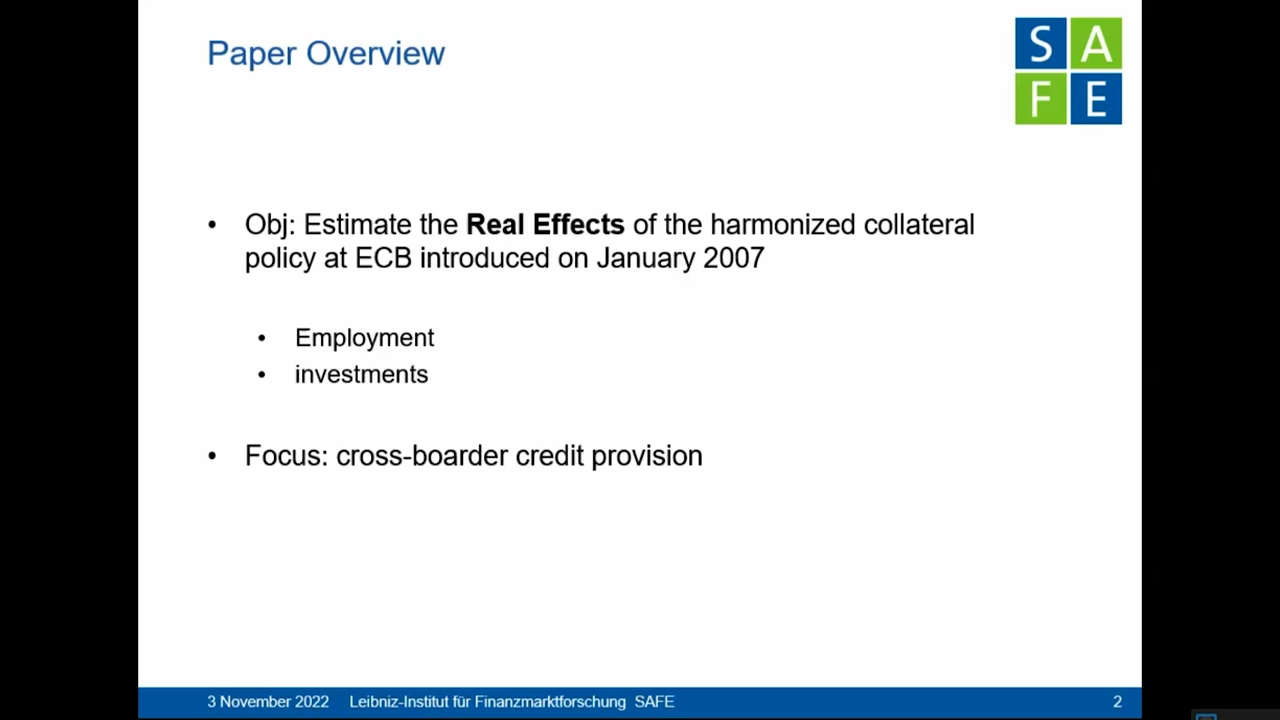 Paper Overview
S A
F E
• Obj: Estimate the Real Effects of the harmonized collateral
policy at ECB introduced on January 2007
• Employment
• investments
• Focus: cross-boarder credit provision
3 November 2022 Leibniz-Institut für Finanzmarktforschung SAFE 2